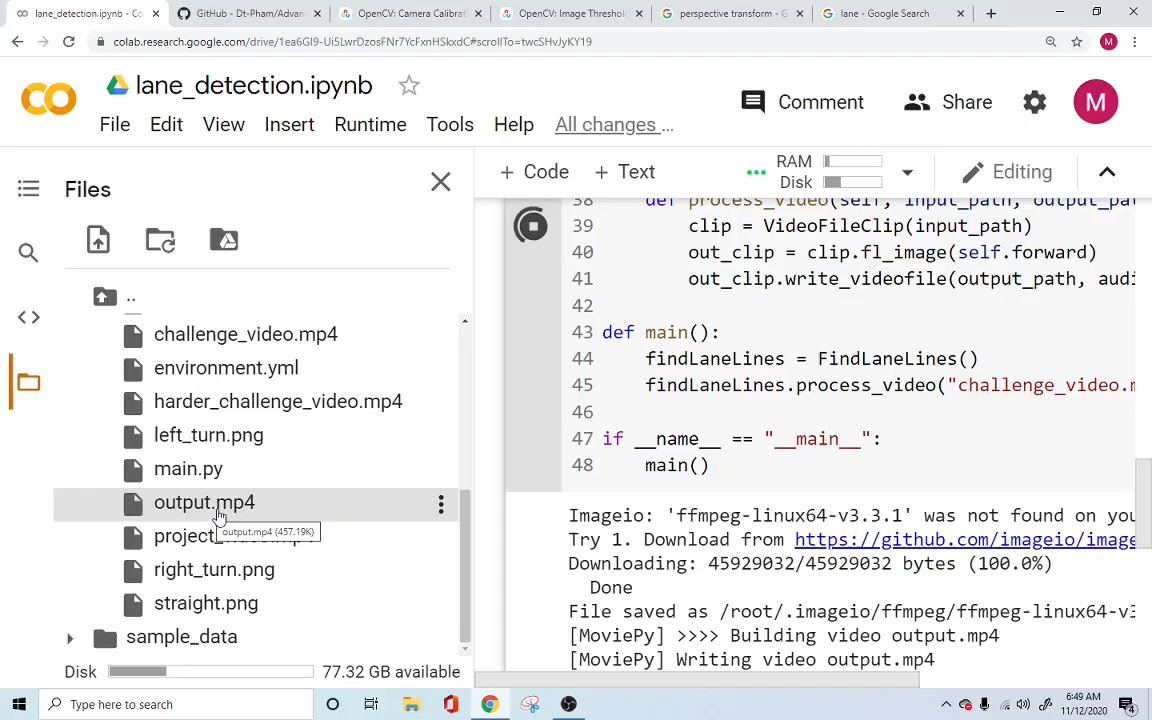 lane_detection.ipynb - Co
GitHub - Dt-Pham/Advan
OpenCV: Camera Calibrat
OpenCV: Image Threshold
perspective transform - G
lane - Google Search
colab.research.google.com/drive/1ea6GI9-Ui5LwrDzosFNr7YcFxnHSkxdC#scrollTo=twcSHvJyKY19
M
lane_detection.ipynb
Comment
Share
M
File Edit View Insert Runtime Tools Help All changes ...
Files
+ Code + Text
RAM
Disk
Editing
..
challenge_video.mp4
environment.yml
harder_challenge_video.mp4
left_turn.png
main.py
output.mp4
output.mp4 (457.19K)
project_
right_turn.png
straight.png
sample_data
Disk 77.32 GB available
38 def process_video(self, input_path, output_pa
39 clip = VideoFileClip(input_path)
40 out_clip = clip.fl_image(self.forward)
41 out_clip.write_videofile(output_path, audi
42
43 def main():
44 findLaneLines = FindLaneLines()
45 findLaneLines.process_video("challenge_video.m
46
47 if __name__ == "__main__":
48 main()
Imageio: 'ffmpeg-linux64-v3.3.1' was not found on you
Try 1. Download from https://github.com/imageio/image
Downloading: 45929032/45929032 bytes (100.0%)
Done
File saved as /root/.imageio/ffmpeg/ffmpeg-linux64-v3
[MoviePy] >>>> Building video output.mp4
[MoviePy] Writing video output.mp4
Type here to search
6:49 AM
11/12/2020
4